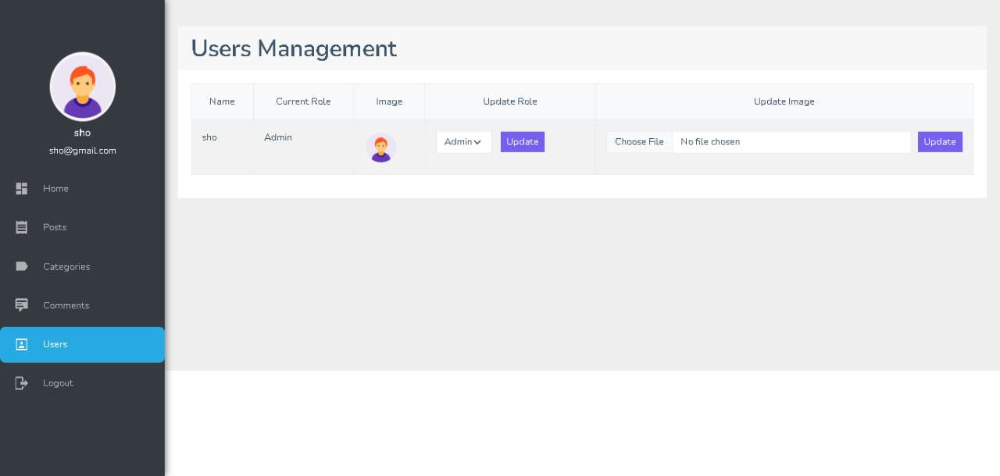 sho
sho@gmail.com
Home
Posts
Categories
Comments
Users
Logout
Users Management
Name Current Role Image Update Role Update Image
sho Admin Admin Update Choose File No file chosen Update